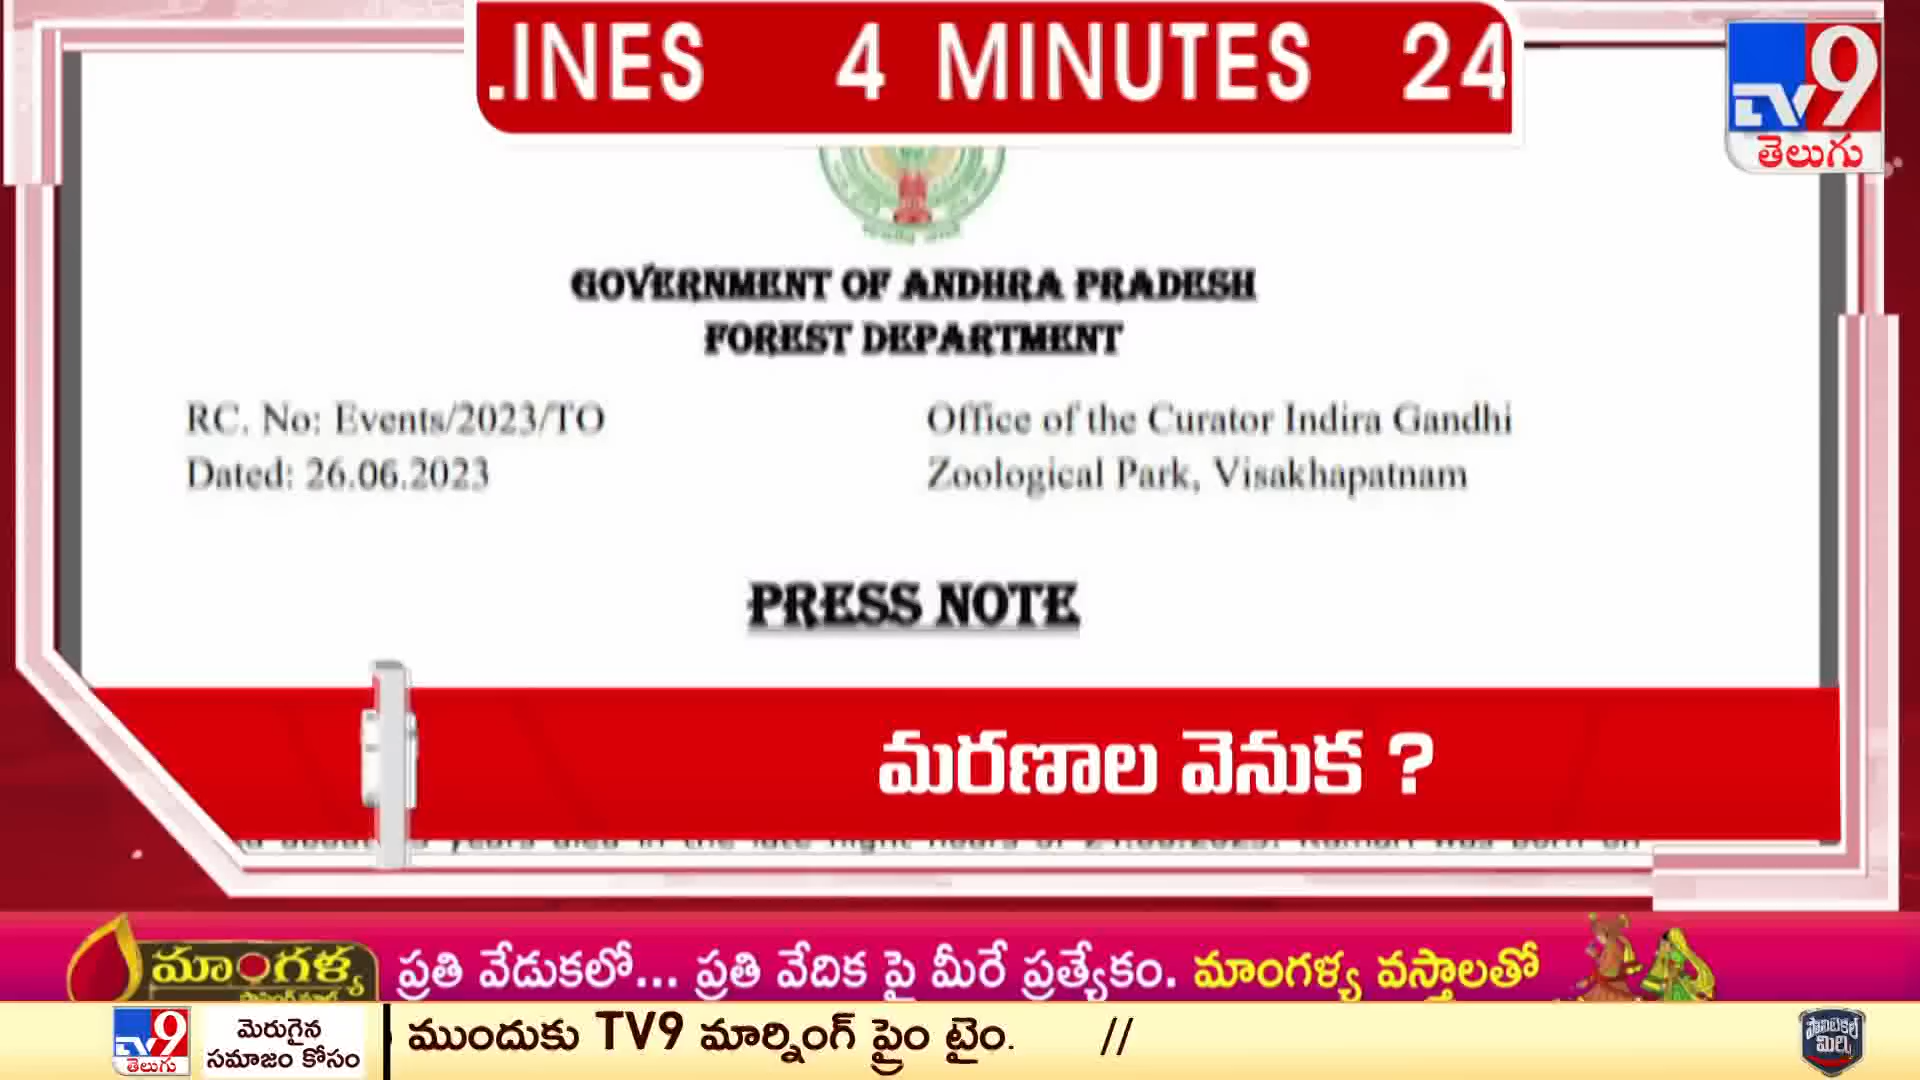 .INES 4 MINUTES 24
TV9
తెలుగు
GOVERNMENT OF ANDHRA PRADESH
FOREST DEPARTMENT
RC. No: Events/2023/TO
Dated: 26.06.2023
Office of the Curator Indira Gandhi
Zoological Park, Visakhapatnam
PRESS NOTE
మరణాల వెనుక ?
మాంగళ్య
ప్రతి వేడుకలో... ప్రతి వేదిక పై మీరే ప్రత్యేకం. మాంగళ్య వస్త్రాలతో
TV9
తెలుగు
మెరుగైన
సమాజం కోసం
ముందుకు TV9 మార్నింగ్ ప్రైం టైం. //
పొలిటికల్
మిర్చి